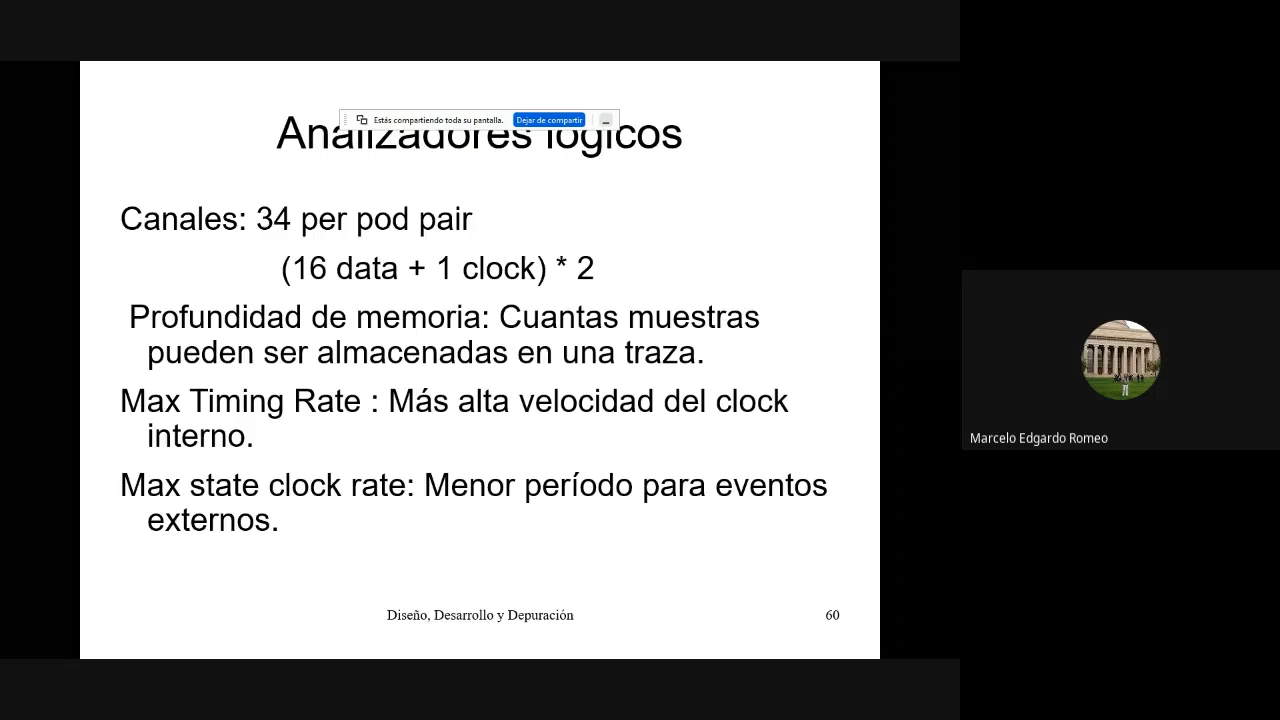 Estás compartiendo toda su pantalla. Dejar de compartir
Analizadores lógicos
Canales: 34 per pod pair
(16 data + 1 clock) * 2
Profundidad de memoria: Cuantas muestras
pueden ser almacenadas en una traza.
Max Timing Rate : Más alta velocidad del clock
interno.
Max state clock rate: Menor período para eventos
externos.
Diseño, Desarrollo y Depuración 60
Marcelo Edgardo Romeo